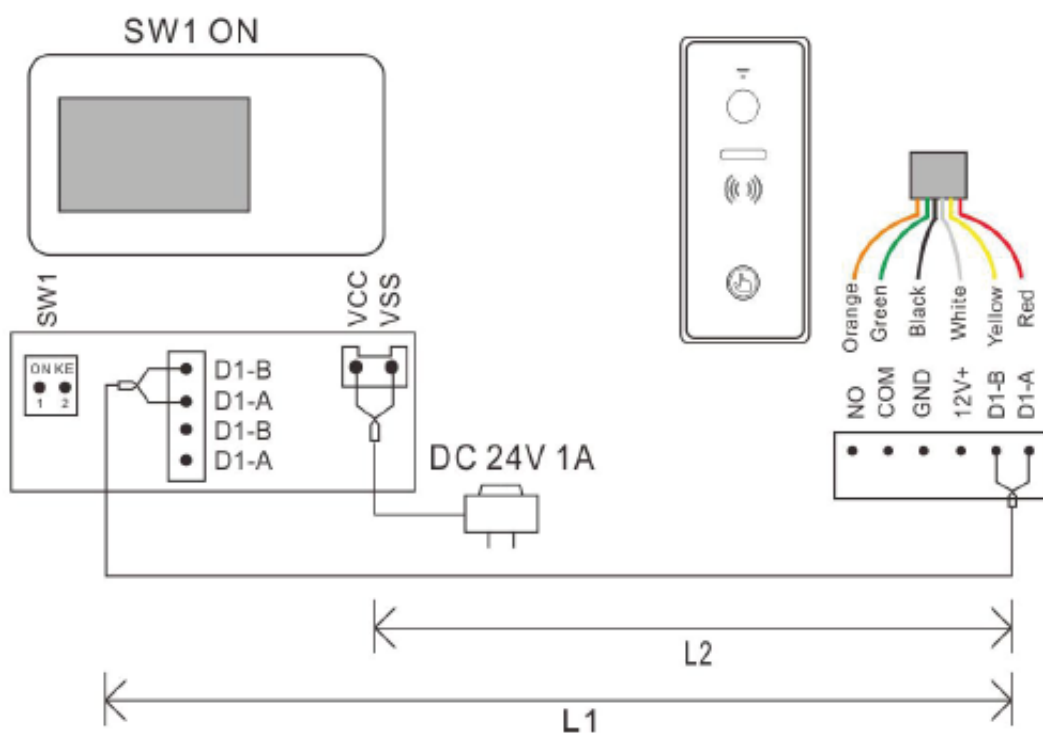 SW1 ON
SW1
VCC
VSS
ON KE
1 2
D1-B
D1-A
D1-B
D1-A
DC 24V 1A
Orange
Green
Black
White
Yellow
Red
NO
COM
GND
12V+
D1-B
D1-A
L2
L1